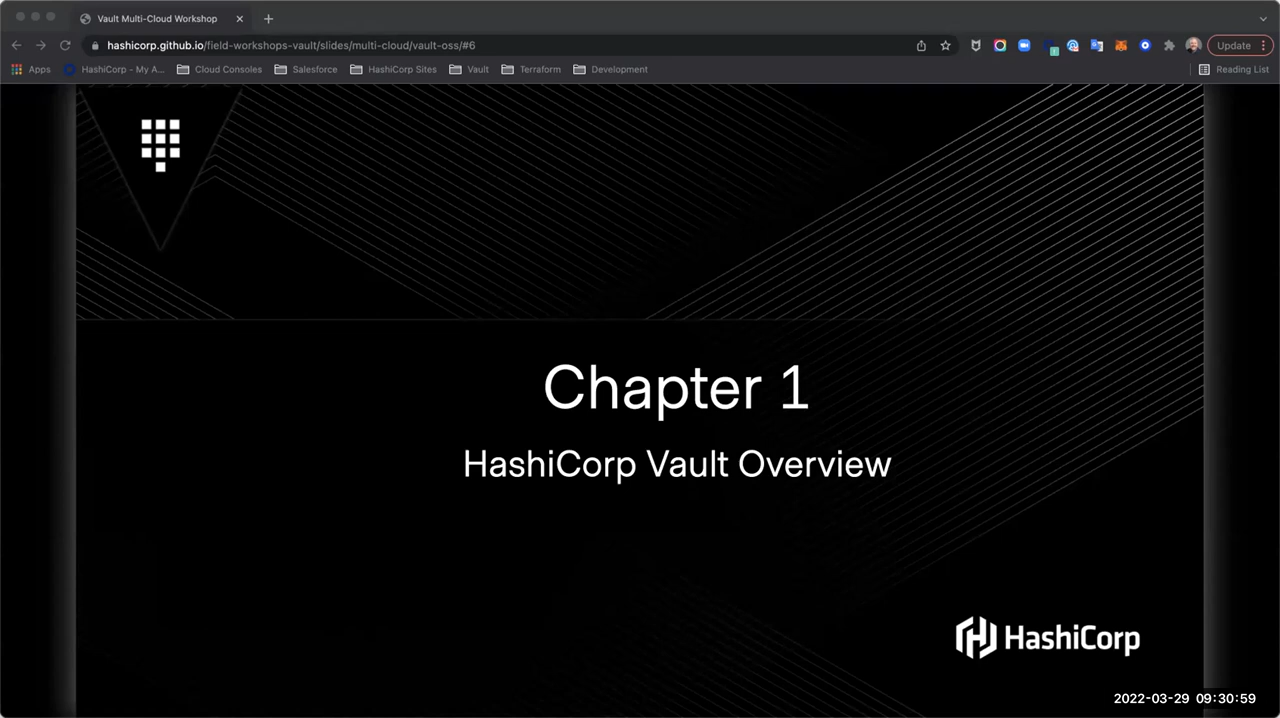 Vault Multi-Cloud Workshop
hashicorp.github.io/field-workshops-vault/slides/multi-cloud/vault-oss/#6
Update
Apps
HashiCorp - My A...
Cloud Consoles
Salesforce
HashiCorp Sites
Vault
Terraform
Development
Reading List
Chapter 1
HashiCorp Vault Overview
HashiCorp
2022-03-29 09:30:59